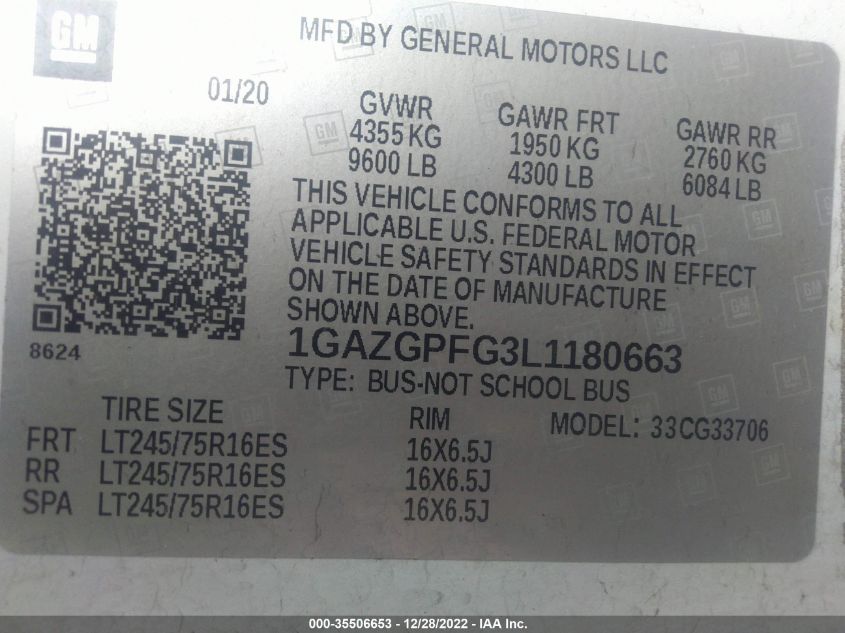 GM
MFD BY GENERAL MOTORS LLC
01/20
GVWR
4355 KG
9600 LB
GAWR FRT
1950 KG
4300 LB
GAWR RR
2760 KG
6084 LB
THIS VEHICLE CONFORMS TO ALL
APPLICABLE U.S. FEDERAL MOTOR
VEHICLE SAFETY STANDARDS IN EFFECT
ON THE DATE OF MANUFACTURE
SHOWN ABOVE.
8624
1GAZGPFG3L1180663
TYPE: BUS-NOT SCHOOL BUS
TIRE SIZE RIM MODEL: 33CG33706
FRT LT245/75R16ES 16X6.5J
RR LT245/75R16ES 16X6.5J
SPA LT245/75R16ES 16X6.5J
000-35506653 - 12/28/2022 - IAA Inc.